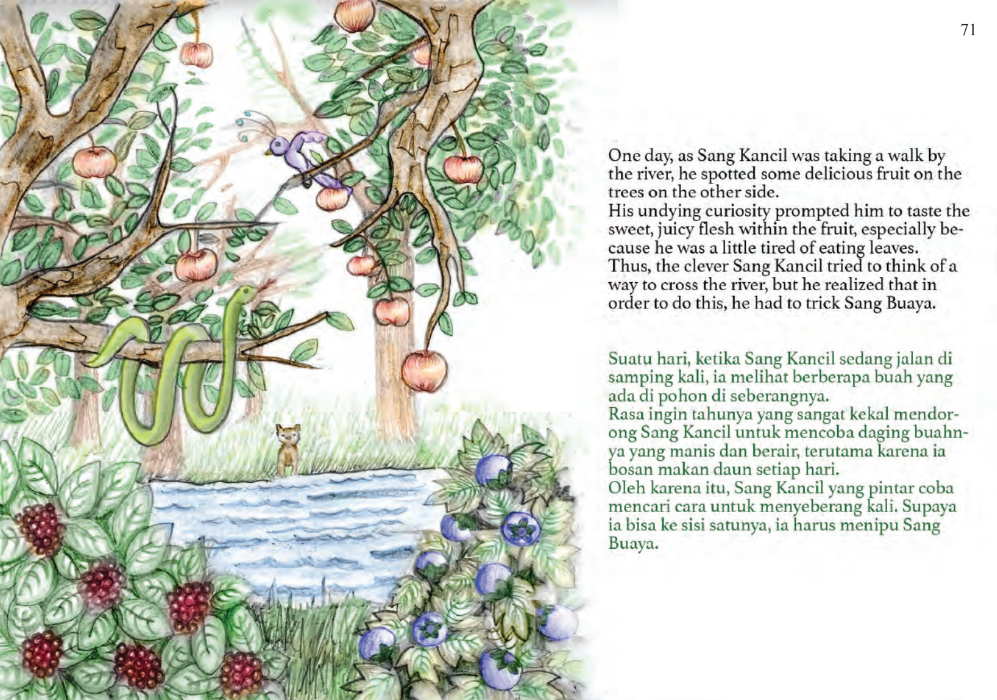 71
One day, as Sang Kancil was taking a walk by
the river, he spotted some delicious fruit on the
trees on the other side.
His undying curiosity prompted him to taste the
sweet, juicy flesh within the fruit, especially be-
cause he was a little tired of eating leaves.
Thus, the clever Sang Kancil tried to think of a
way to cross the river, but he realized that in
order to do this, he had to trick Sang Buaya.
Suatu hari, ketika Sang Kancil sedang jalan di
samping kali, ia melihat berberapa buah yang
ada di pohon di seberangnya.
Rasa ingin tahunya yang sangat kekal mendor-
ong Sang Kancil untuk mencoba daging buahn-
ya yang manis dan berair, terutama karena ia
bosan makan daun setiap hari.
Oleh karena itu, Sang Kancil yang pintar coba
mencari cara untuk menyeberang kali. Supaya
ia bisa ke sisi satunya, ia harus menipu Sang
Buaya.